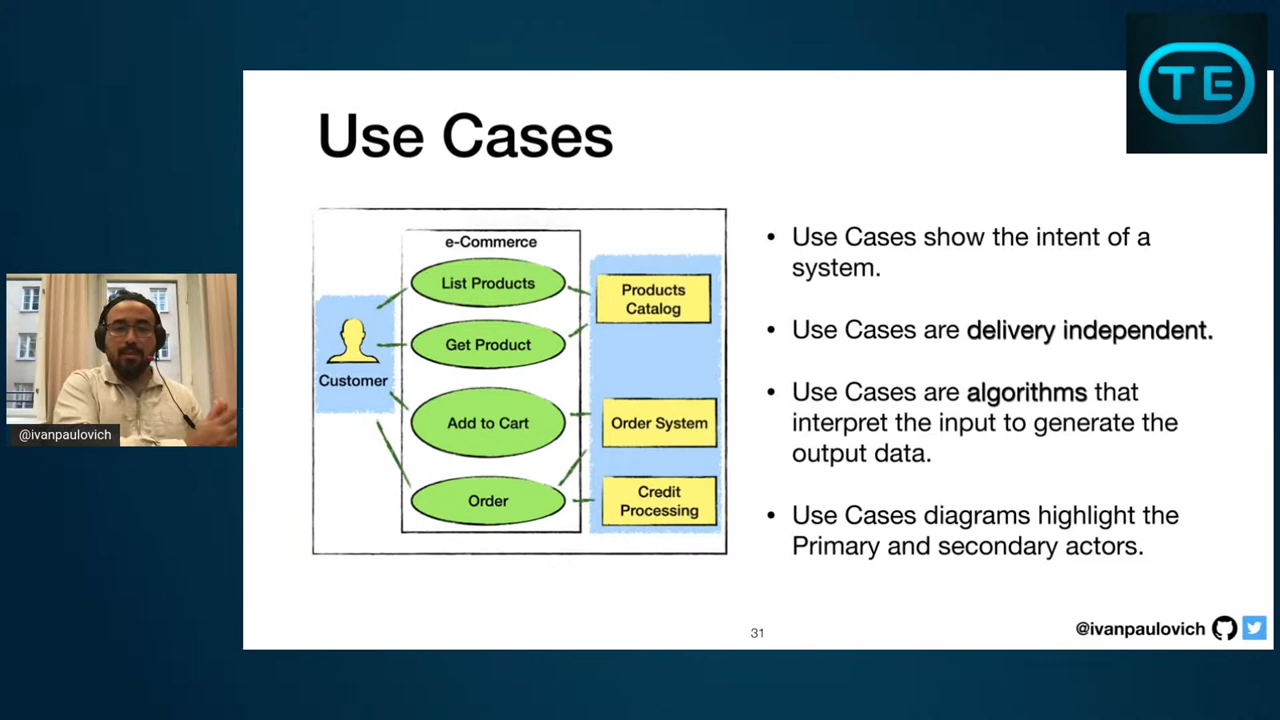 TE
Use Cases
e-Commerce
List Products
Get Product
Add to Cart
Order
Customer
Products
Catalog
Order System
Credit
Processing
• Use Cases show the intent of a
system.
• Use Cases are delivery independent.
• Use Cases are algorithms that
interpret the input to generate the
output data.
• Use Cases diagrams highlight the
Primary and secondary actors.
@ivanpaulovich
31
@ivanpaulovich